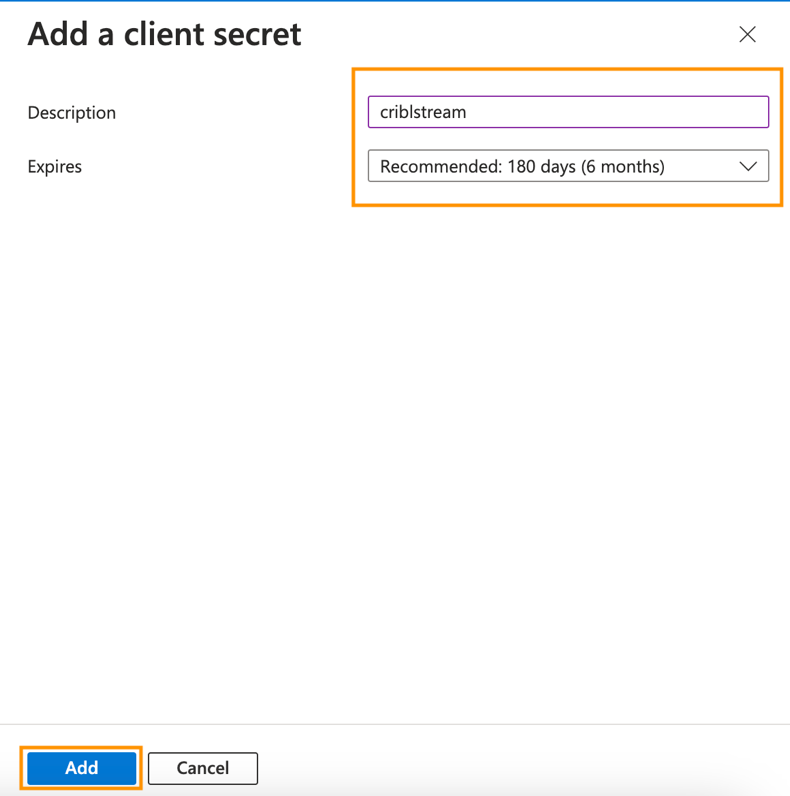 Add a client secret
Description
criblstream
Expires
Recommended: 180 days (6 months)
Add
Cancel